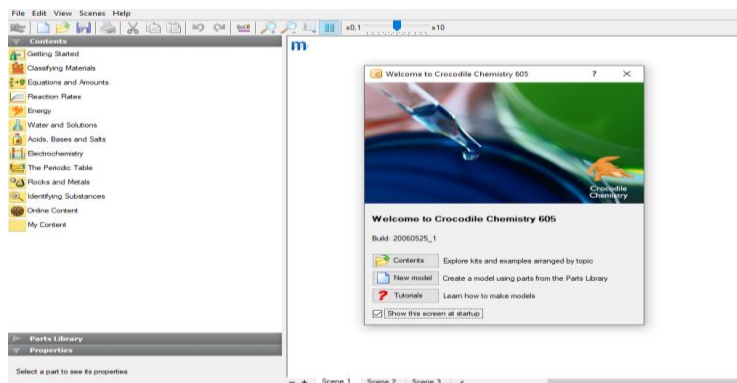 File Edit View Scenes Help
x0.1 x10
Contents
Getting Started
Classifying Materials
Equations and Amounts
Reaction Rates
Energy
Water and Solutions
Acids, Bases and Salts
Electrochemistry
The Periodic Table
Rocks and Metals
Identifying Substances
Online Content
My Content
Parts Library
Properties
Select a part to see its properties
m
Welcome to Crocodile Chemistry 605 ?
Crocodile
Chemistry
Welcome to Crocodile Chemistry 605
Build: 20060525_1
Contents Explore kits and examples arranged by topic
New model Create a model using parts from the Parts Library
? Tutorials Learn how to make models
Show this screen at startup
Scene 1 Scene 2 Scene 3